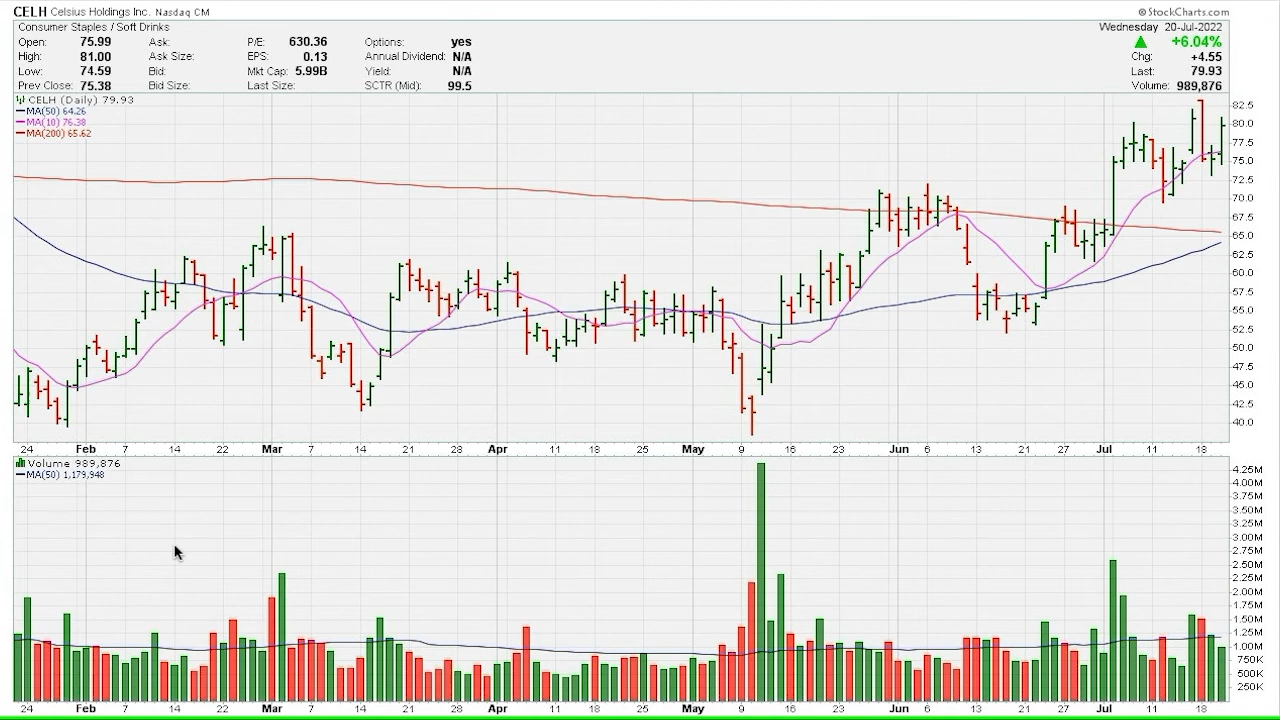 CELH Celsius Holdings Inc. Nasdaq CM
© StockCharts.com
Consumer Staples / Soft Drinks
Wednesday 20-Jul-2022
Open: 75.99 Ask: P/E: 630.36 Options: yes
+6.04%
High: 81.00 Ask Size: EPS: 0.13 Annual Dividend: N/A
Chg: +4.55
Low: 74.59 Bid: Mkt Cap: 5.99B Yield: N/A
Last: 79.93
Prev Close: 75.38 Bid Size: Last Size: SCTR (Mid): 99.5
Volume: 989,876
CELH (Daily) 79.93
MA(50) 64.26
MA(10) 76.38
MA(200) 65.62
82.5
80.0
77.5
75.0
72.5
70.0
67.5
65.0
62.5
60.0
57.5
55.0
52.5
50.0
47.5
45.0
42.5
40.0
24 Feb 7 14 22 Mar 7 14 21 28 Apr 11 18 25 May 9 16 23 Jun 6 13 21 27 Jul 11 18
Volume 989,876
MA(50) 1,179,948
4.25M
4.00M
3.75M
3.50M
3.25M
3.00M
2.75M
2.50M
2.25M
2.00M
1.75M
1.50M
1.25M
1.00M
750K
500K
250K
24 Feb 7 14 22 Mar 7 14 21 28 Apr 11 18 25 May 9 16 23 Jun 6 13 21 27 Jul 11 18